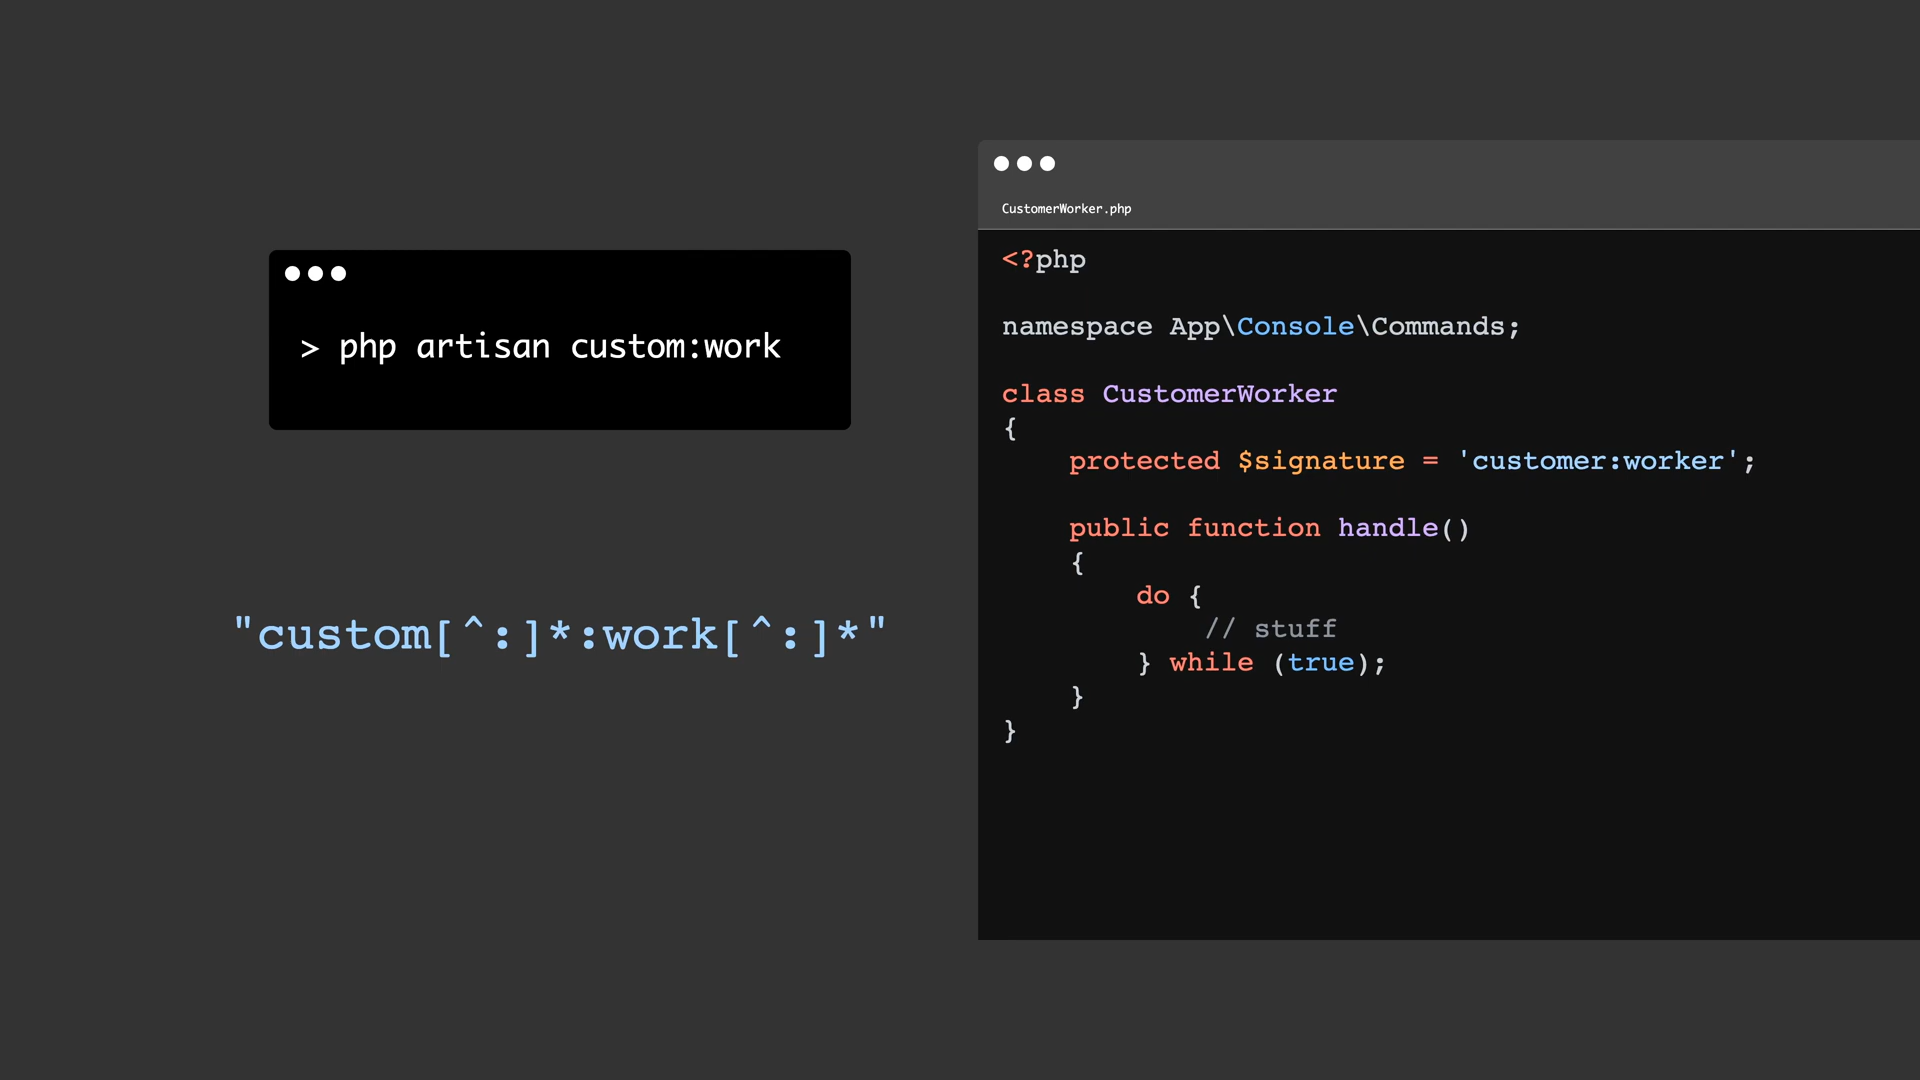 > php artisan custom:work
"custom[^:]*:work[^:]*"
CustomerWorker.php
<?php
namespace App\Console\Commands;
class CustomerWorker
{
    protected $signature = 'customer:worker';
    public function handle()
    {
        do {
            // stuff
        } while (true);
    }
}